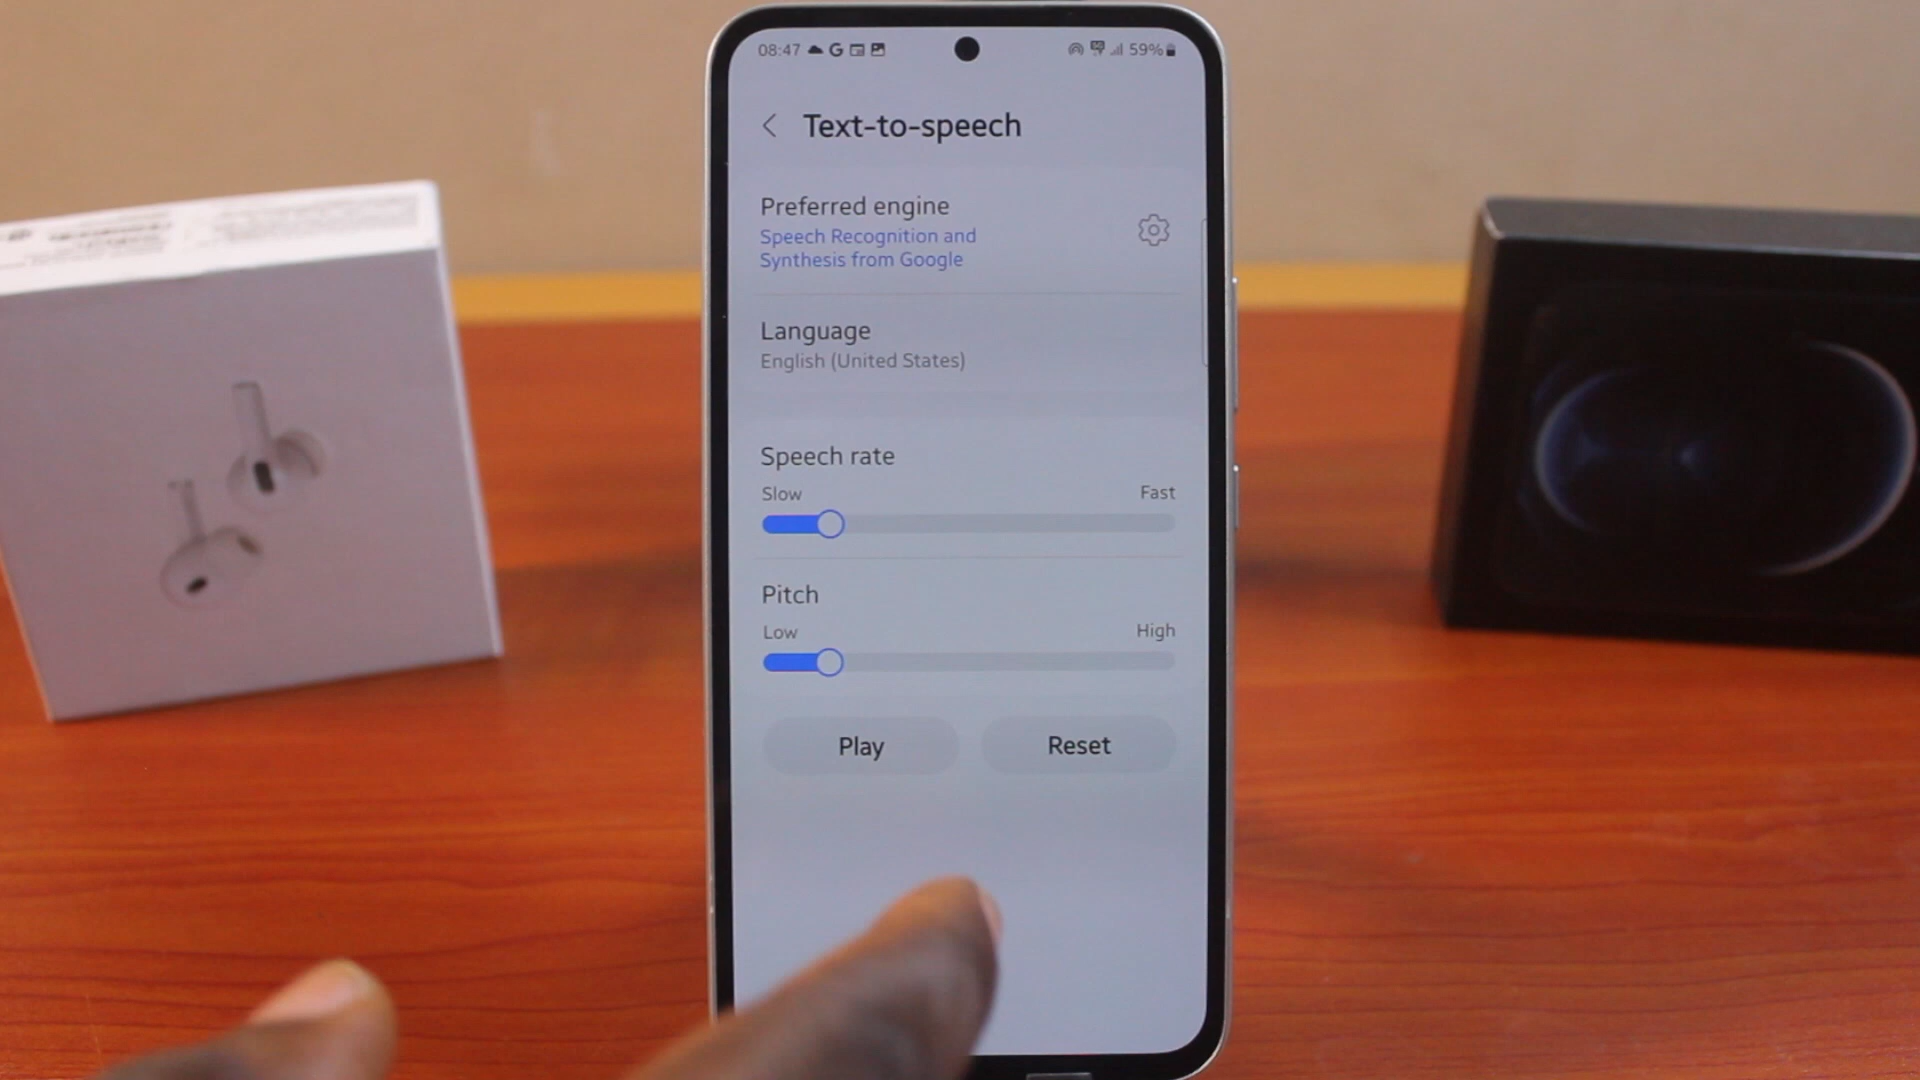 08:47
59%
Text-to-speech
Preferred engine
Speech Recognition and
Synthesis from Google
Language
English (United States)
Speech rate
Slow Fast
Pitch
Low High
Play Reset